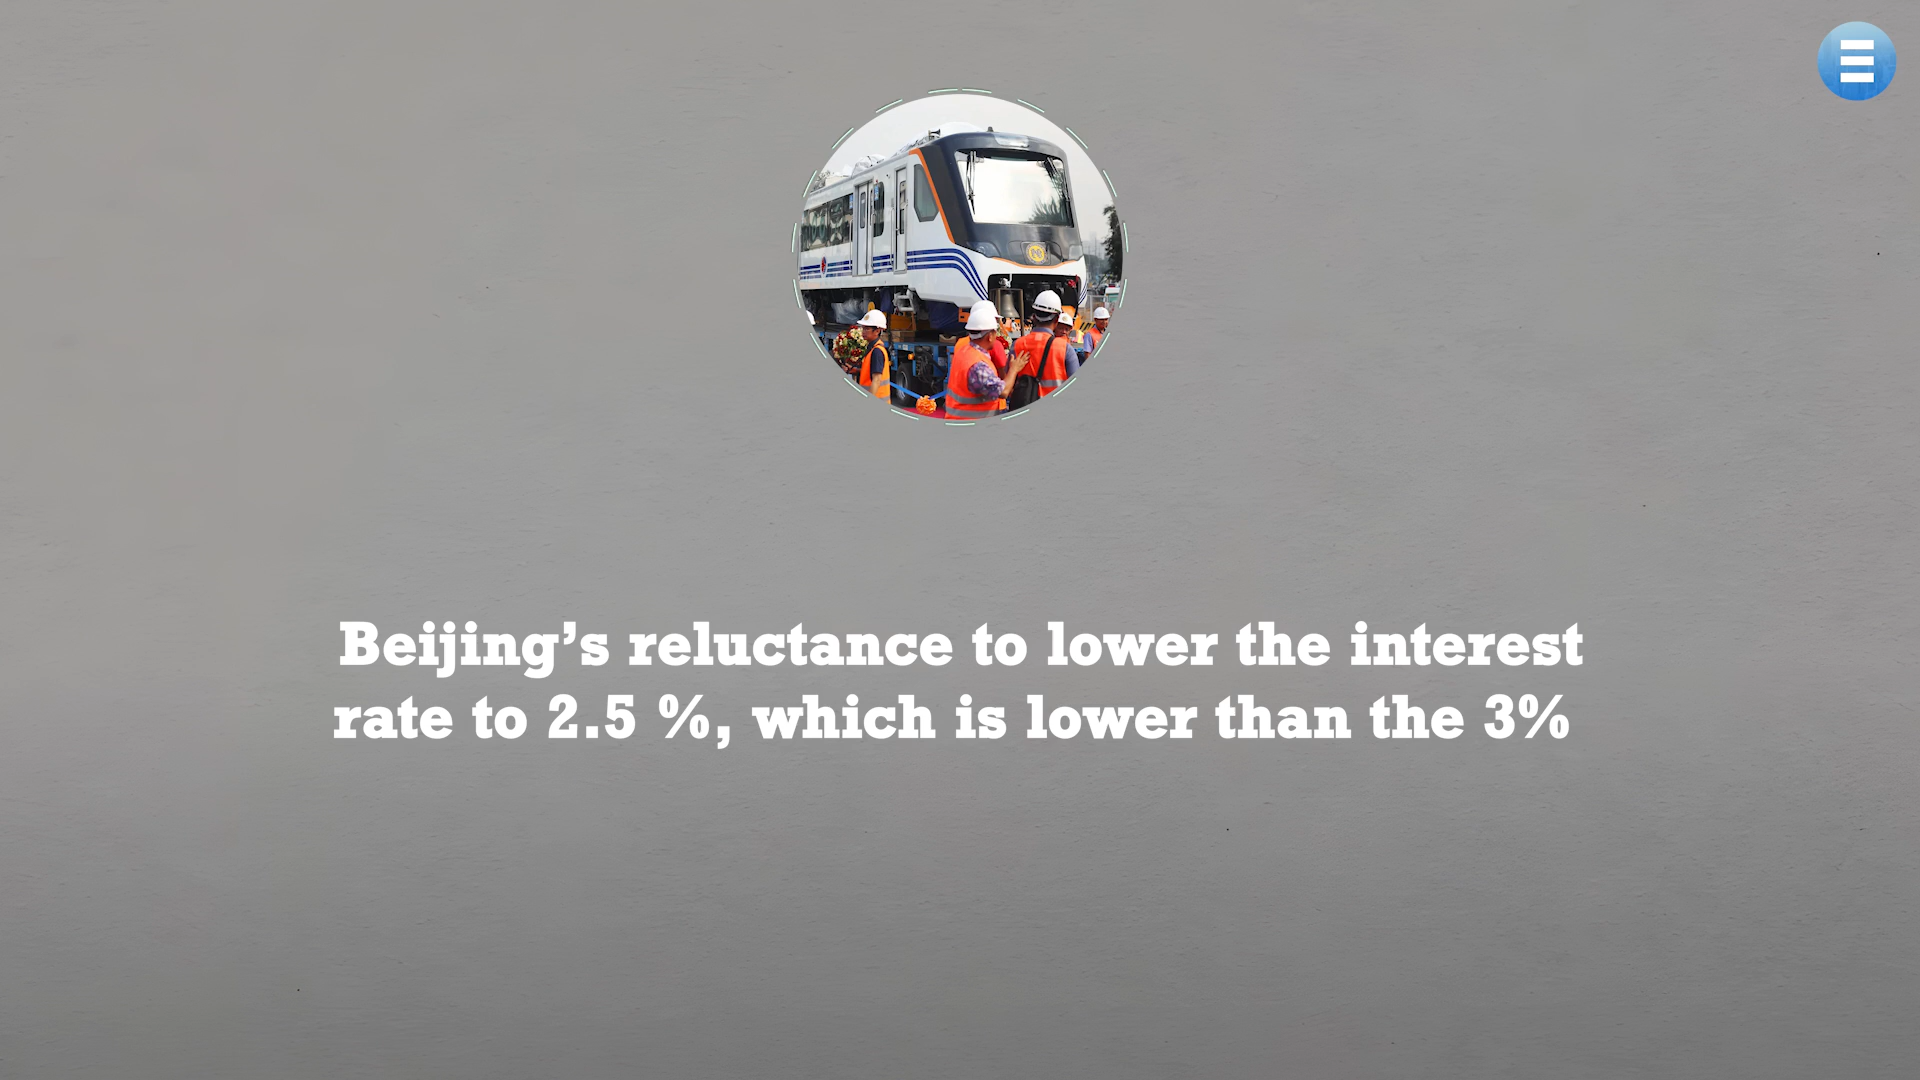 Beijing’s reluctance to lower the interest
rate to 2.5 %, which is lower than the 3%